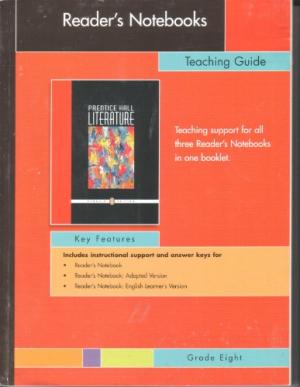 Reader's Notebooks
Teaching Guide
PRENTICE HALL
LITERATURE
Teaching support for all
three Reader's Notebooks
in one booklet.
Key Features
Includes instructional support and answer keys for
• Reader's Notebook
• Reader's Notebook: Adapted Version
• Reader's Notebook: English Learner's Version
Grade Eight